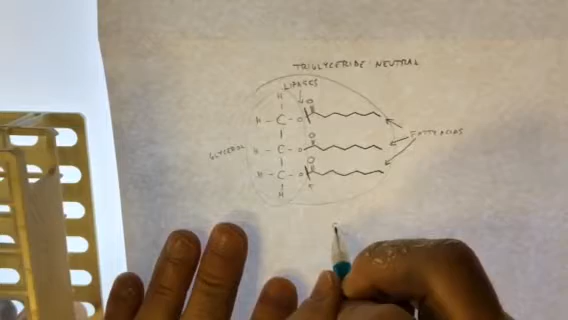 TRIGLYCERIDE: NEUTRAL
LIPASES
H
O
H - C - O
FATTY ACIDS
O
GLYCEROL H - C - O
O
H - C - O
H